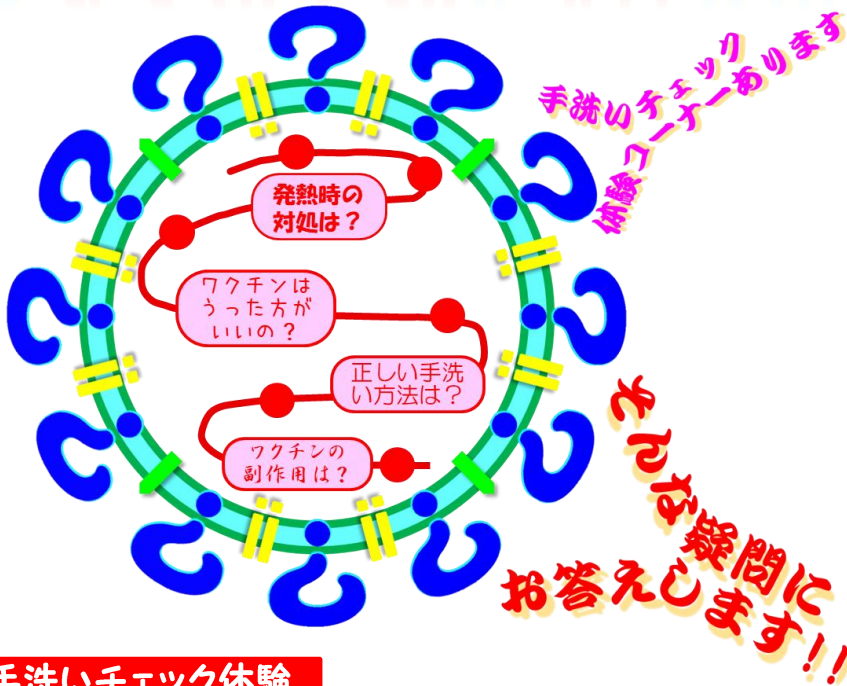 手洗いチェック
体験コーナーあります
発熱時の
対処は？
ワクチンは
うった方が
いいの？
正しい手洗
い方法は？
ワクチンの
副作用は？
そんな疑問に
お答えします!!
手洗いチェック体験